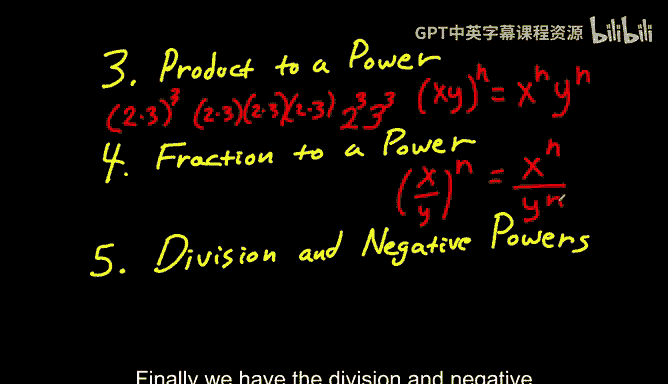 GPT中英字幕课程资源 bilibili
3. Product to a Power
(2·3)³ (2·3)(2·3)(2·3) 2³3³ (xy)ⁿ = xⁿyⁿ
4. Fraction to a Power
(x/y)ⁿ = xⁿ/yⁿ
5. Division and Negative Powers
Finally we have the division and negative